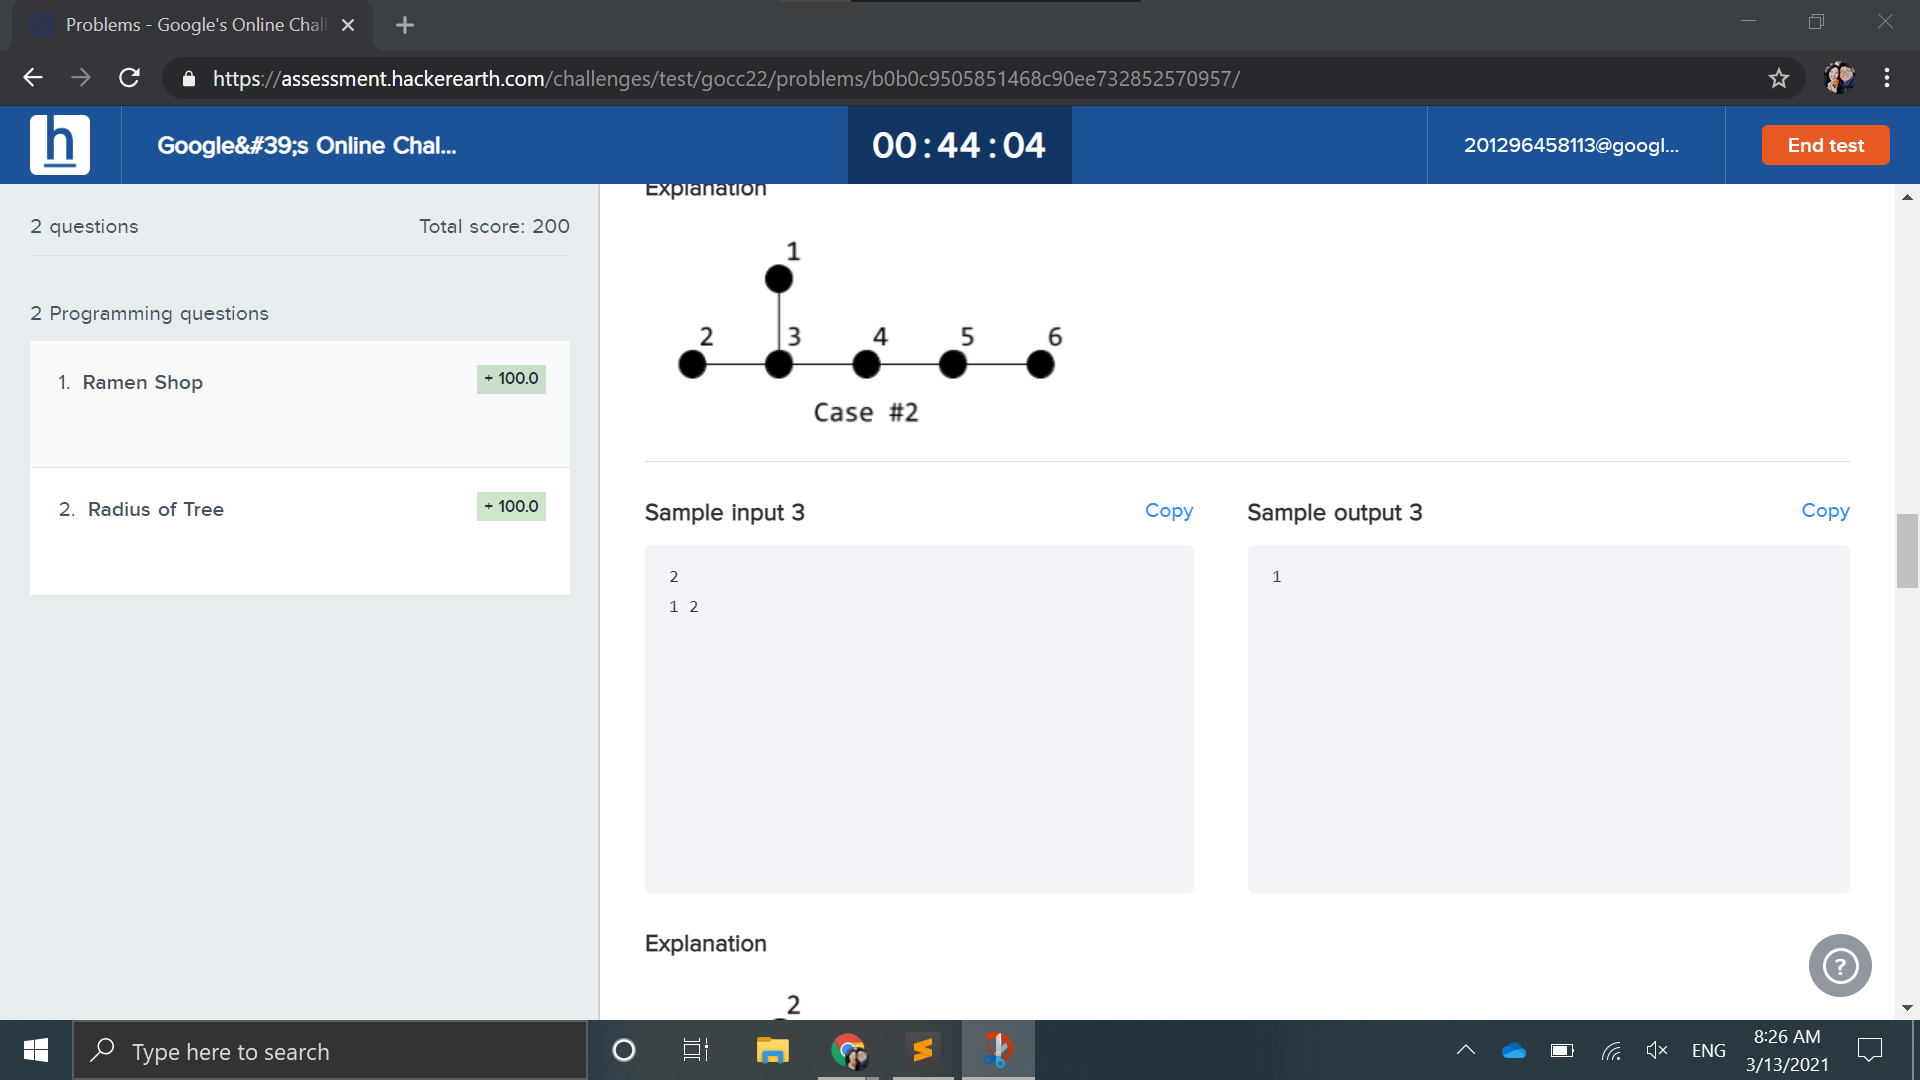 Problems - Google's Online Chal
https://assessment.hackerearth.com/challenges/test/gocc22/problems/b0b0c9505851468c90ee732852570957/
h
Google&#39;s Online Chal...
00:44:04
201296458113@googl...
End test
2 questions
Total score: 200
2 Programming questions
1. Ramen Shop
+ 100.0
2. Radius of Tree
+ 100.0
Explanation
1
2 3 4 5 6
Case #2
Sample input 3
Copy
Sample output 3
Copy
2
1 2
1
Explanation
2
?
Type here to search
ENG
8:26 AM
3/13/2021